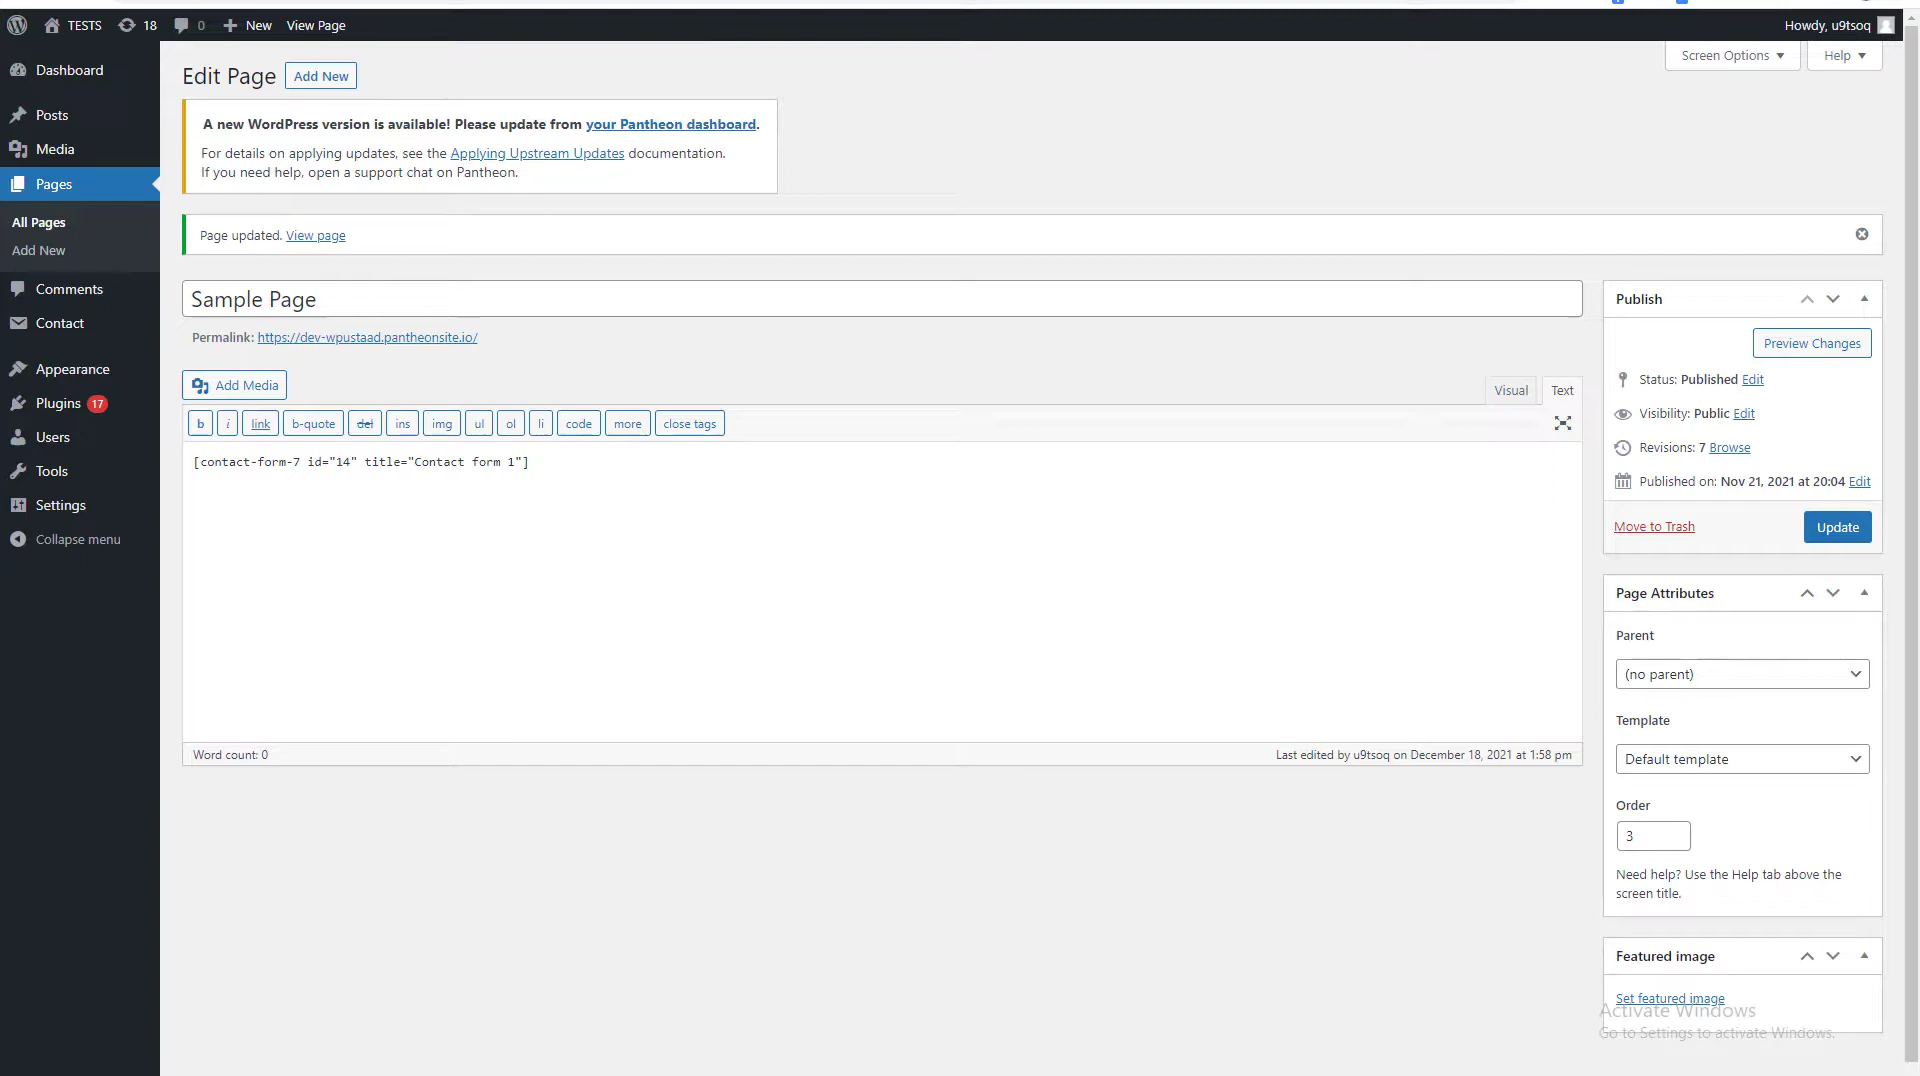 TESTS
18
0
New
View Page
Howdy, u9tsoq
Dashboard
Posts
Media
Pages
All Pages
Add New
Comments
Contact
Appearance
Plugins 17
Users
Tools
Settings
Collapse menu
Screen Options
Help
Edit Page
Add New
A new WordPress version is available! Please update from your Pantheon dashboard.
For details on applying updates, see the Applying Upstream Updates documentation.
If you need help, open a support chat on Pantheon.
Page updated. View page
Sample Page
Permalink: https://dev-wpustaad.pantheonsite.io/
Add Media
Visual
Text
b
i
link
b-quote
del
ins
img
ul
ol
li
code
more
close tags
[contact-form-7 id="14" title="Contact form 1"]
Word count: 0
Last edited by u9tsoq on December 18, 2021 at 1:58 pm
Publish
Preview Changes
Status: Published Edit
Visibility: Public Edit
Revisions: 7 Browse
Published on: Nov 21, 2021 at 20:04 Edit
Move to Trash
Update
Page Attributes
Parent
(no parent)
Template
Default template
Order
3
Need help? Use the Help tab above the
screen title.
Featured image
Set featured image
Activate Windows
Go to Settings to activate Windows.